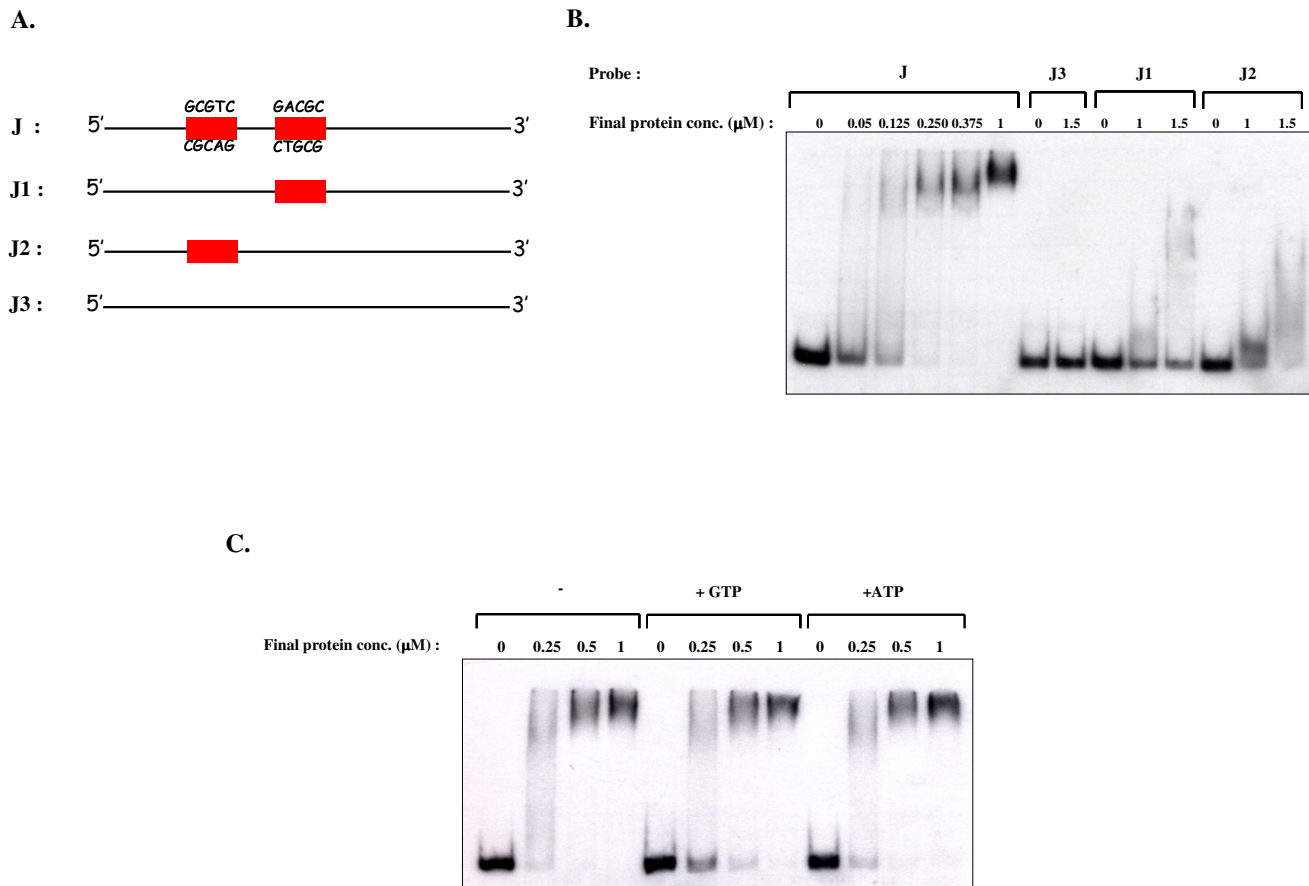 A.
GCGTC GACGC
J : 5′ 3′
CGCAG CTGCG
J1 : 5′ 3′
J2 : 5′ 3′
J3 : 5′ 3′
B.
Probe : J J3 J1 J2
Final protein conc. (μM) : 0 0.05 0.125 0.250 0.375 1 0 1.5 0 1 1.5 0 1 1.5
C.
- + GTP +ATP
Final protein conc. (μM) : 0 0.25 0.5 1 0 0.25 0.5 1 0 0.25 0.5 1